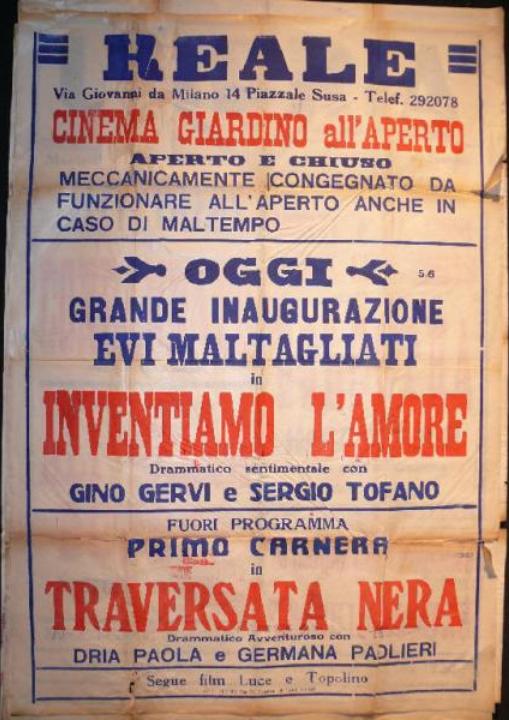 REALE
Via Giovanni da Milano 14 Piazzale Susa - Telef. 292078
CINEMA GIARDINO all'APERTO
APERTO E CHIUSO
MECCANICAMENTE CONGEGNATO DA
FUNZIONARE ALL'APERTO ANCHE IN
CASO DI MALTEMPO
OGGI 5.6
GRANDE INAUGURAZIONE
EVI MALTAGLIATI
in
INVENTIAMO L'AMORE
Drammatico sentimentale con
GINO GERVI e SERGIO TOFANO
FUORI PROGRAMMA
PRIMO CARNERA
in
TRAVERSATA NERA
Drammatico Avventuroso con
DRIA PAOLA e GERMANA PAOLIERI
Segue film Luce e Topolino